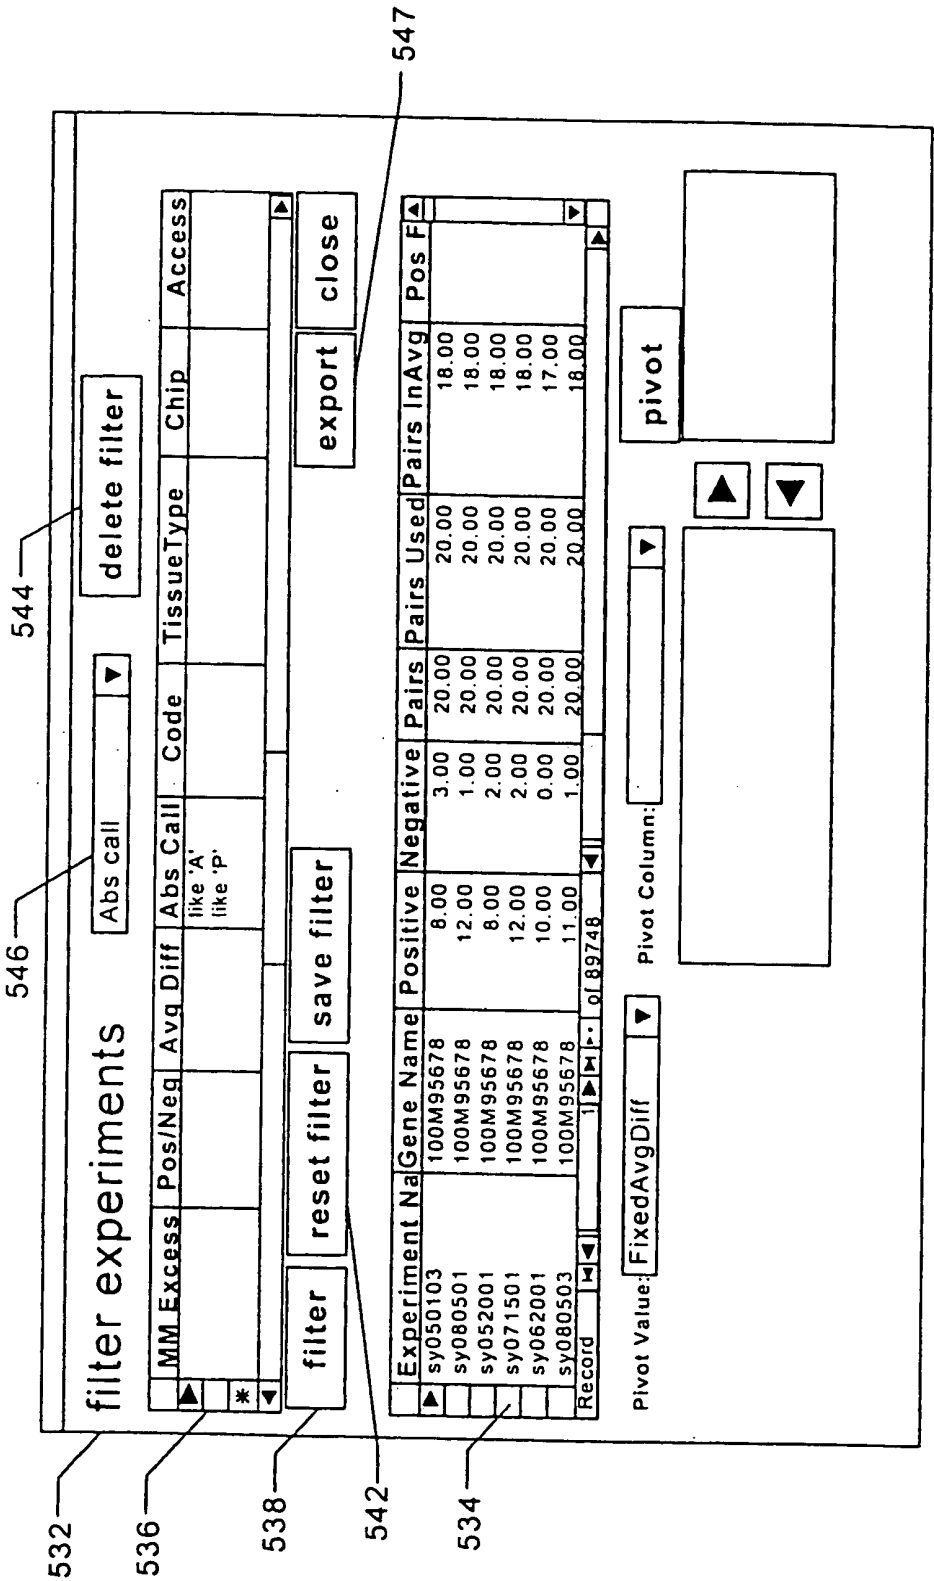 546
544
547
532
536
538
542
534
filter experiments
Abs call
delete filter
MM Excess Pos/Neg Avg Diff Abs Call Code TissueType Chip Access
like 'A'
like 'P'
*
filter reset filter save filter export close
Experiment Na Gene Name Positive Negative Pairs Pairs Used Pairs InAvg Pos F
sy050103 100M95678 8.00 3.00 20.00 20.00 18.00
sy080501 100M95678 12.00 1.00 20.00 20.00 18.00
sy052001 100M95678 8.00 2.00 20.00 20.00 18.00
sy071501 100M95678 12.00 2.00 20.00 20.00 18.00
sy062001 100M95678 10.00 0.00 20.00 20.00 17.00
sy080503 100M95678 11.00 1.00 20.00 20.00 18.00
Record 1 of 89748
Pivot Value: FixedAvgDiff Pivot Column: pivot